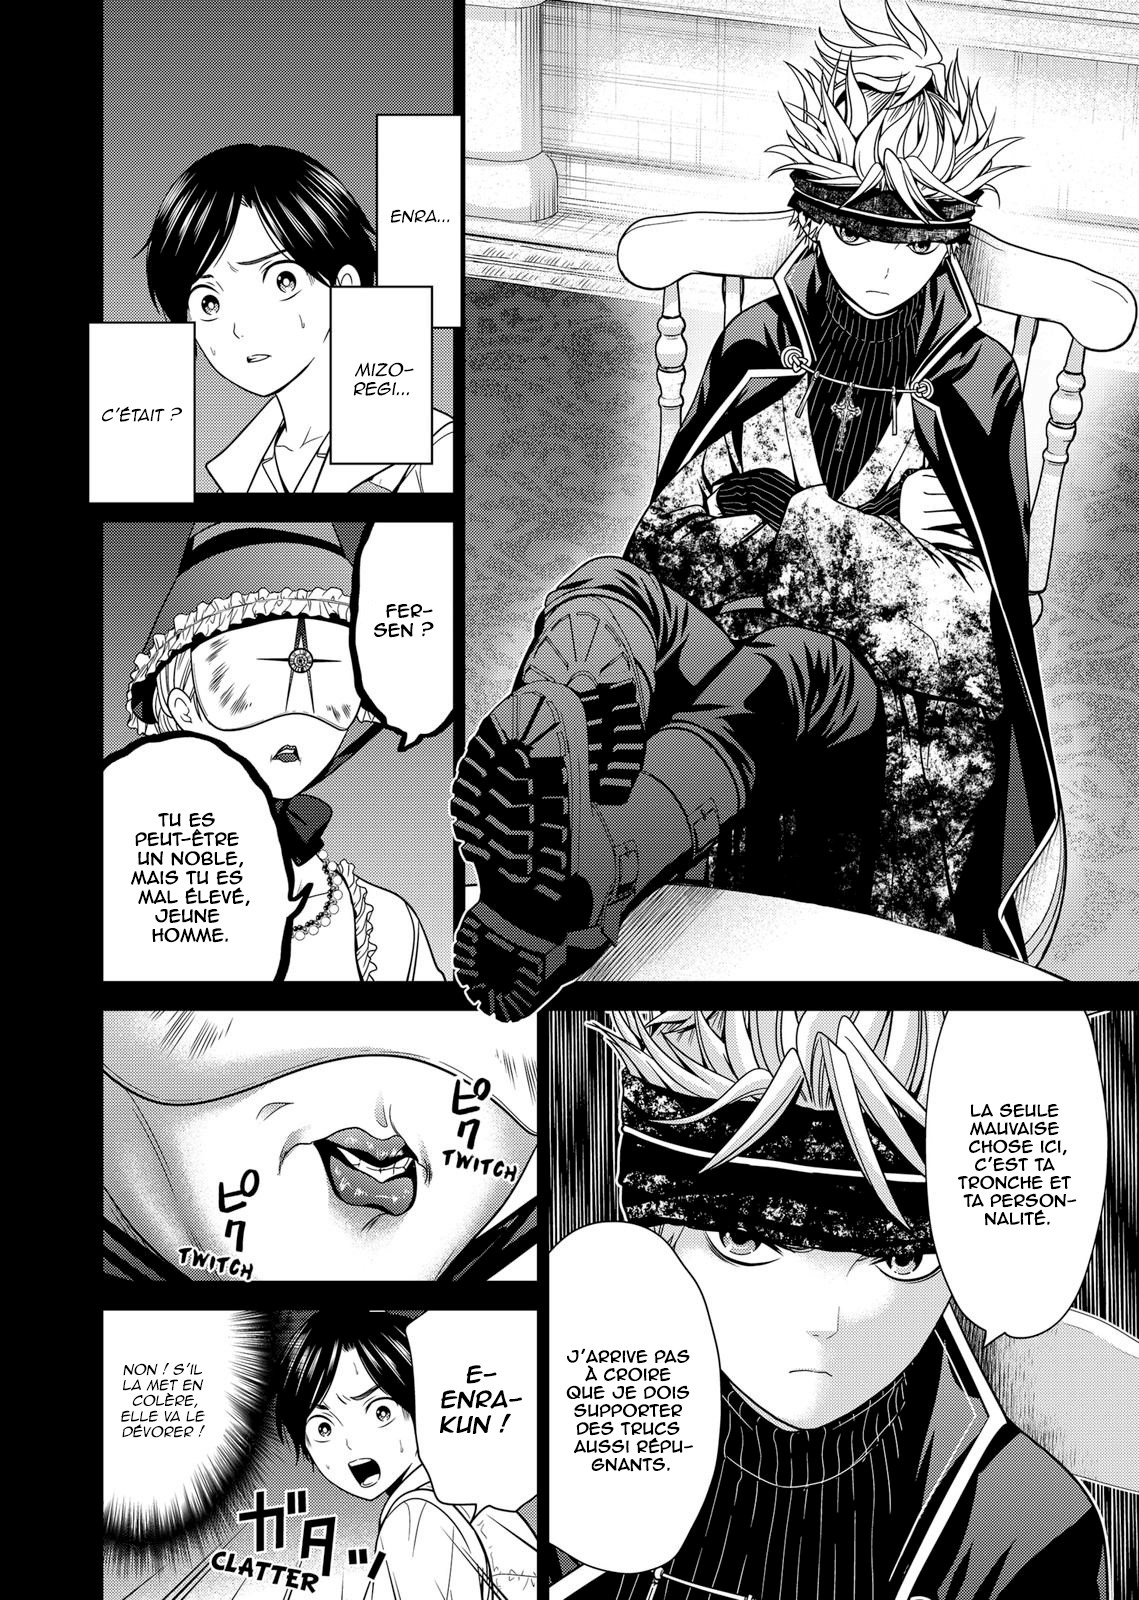 ENRA...
MIZO-
REGI...
C'ÉTAIT ?
FER-
SEN ?
TU ES
PEUT-ÊTRE
UN NOBLE,
MAIS TU ES
MAL ÉLEVÉ,
JEUNE
HOMME.
LA SEULE
MAUVAISE
CHOSE ICI,
C'EST TA
TRONCHE ET
TA PERSON-
NALITÉ.
J'ARRIVE PAS
À CROIRE
QUE JE DOIS
SUPPORTER
DES TRUCS
AUSSI RÉPU-
GNANTS.
ピク
TWITCH
ピク
TWITCH
E-
ENRA-
KUN !
NON ! S'IL
LA MET EN
COLÈRE,
ELLE VA LE
DÉVORER !
ガタッ
CLATTER